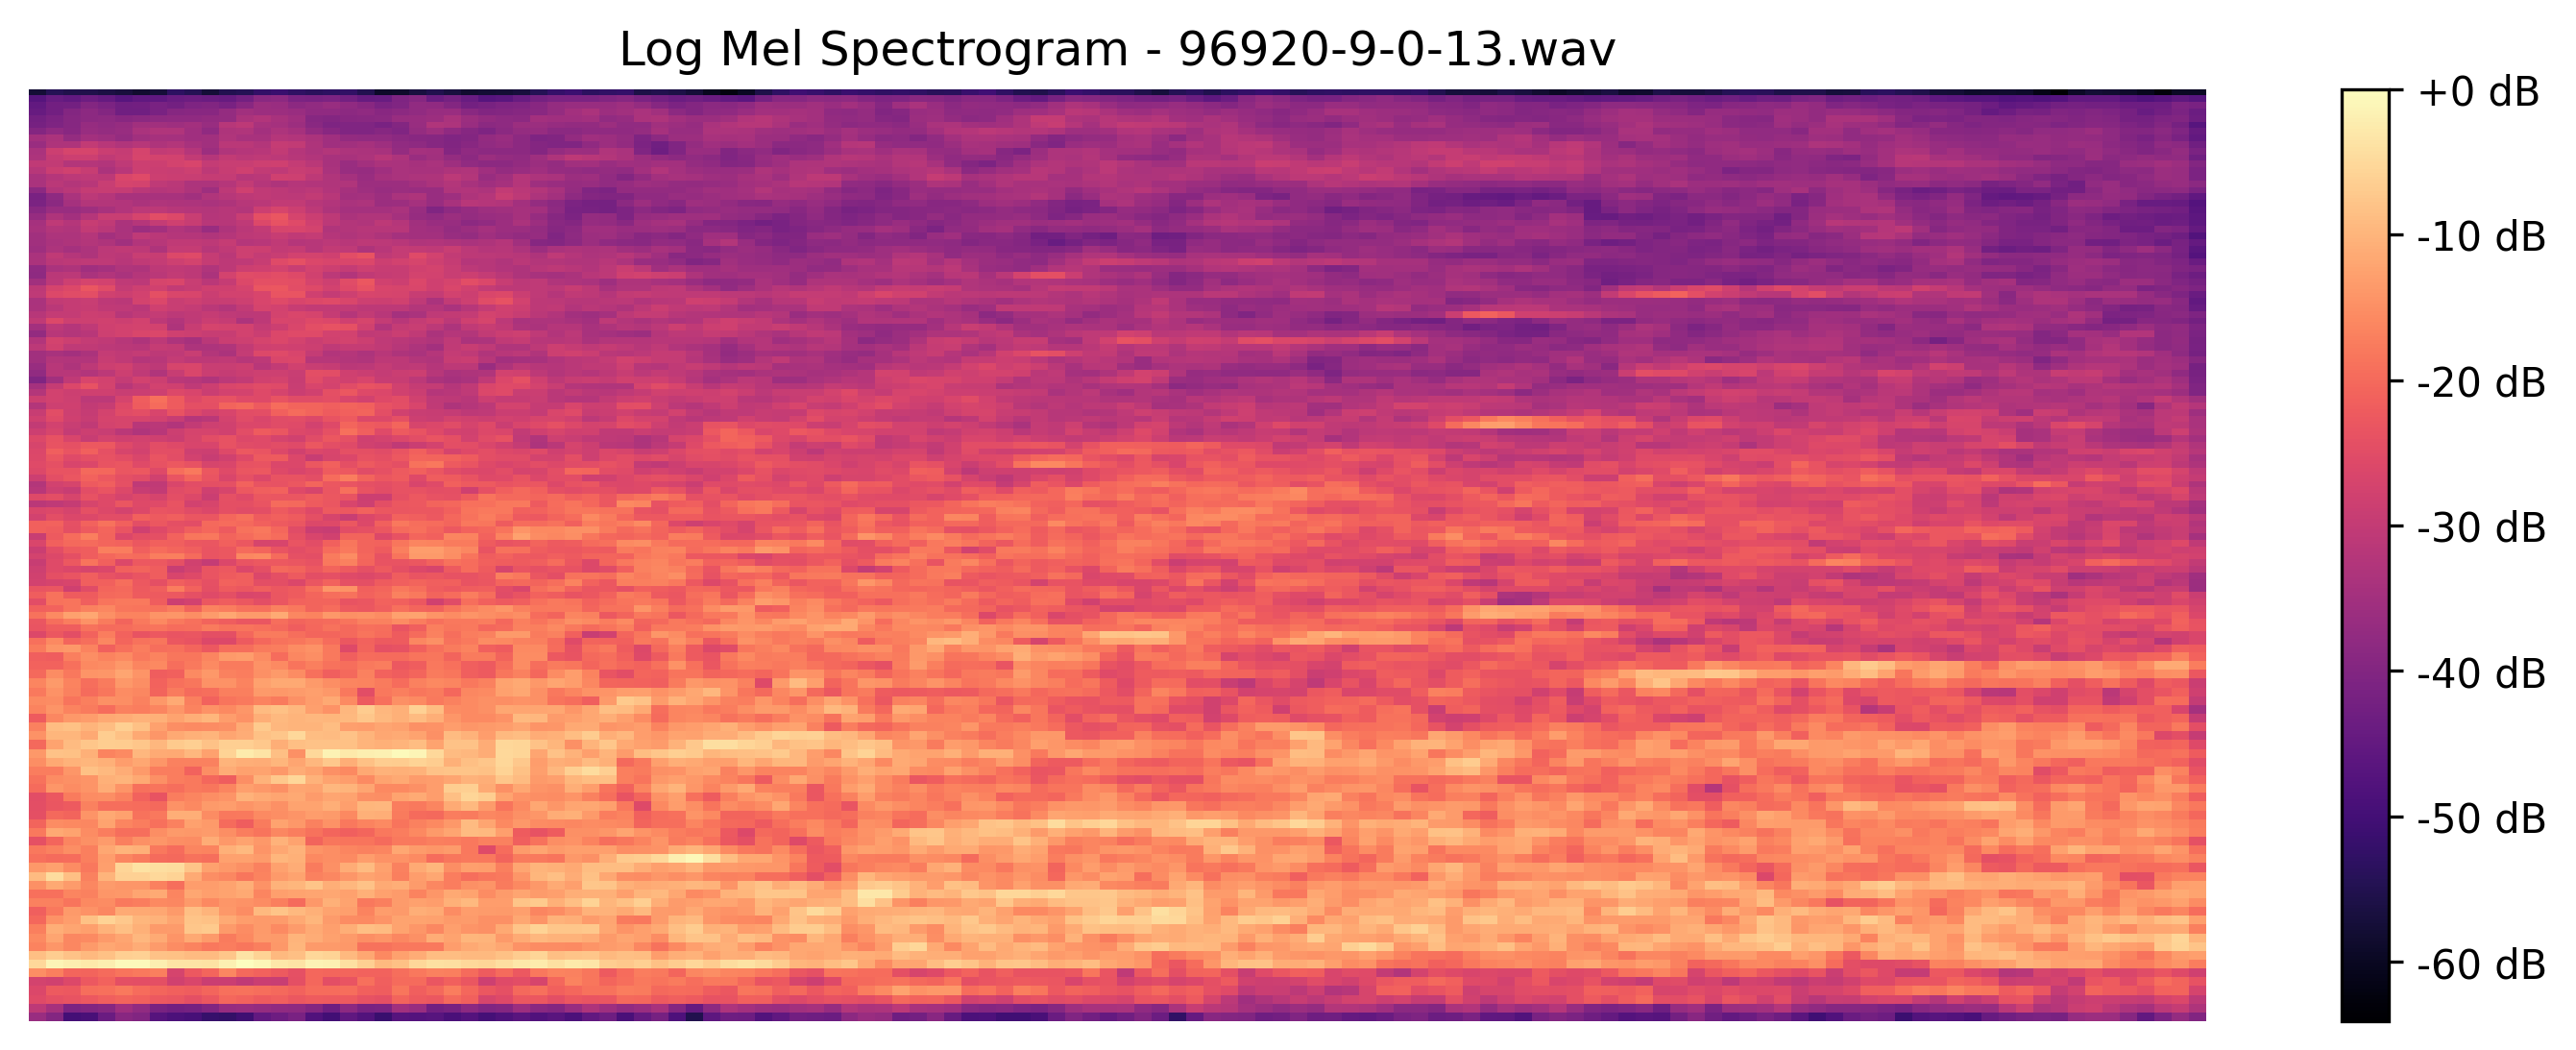 Log Mel Spectrogram - 96920-9-0-13.wav
+0 dB
-10 dB
-20 dB
-30 dB
-40 dB
-50 dB
-60 dB